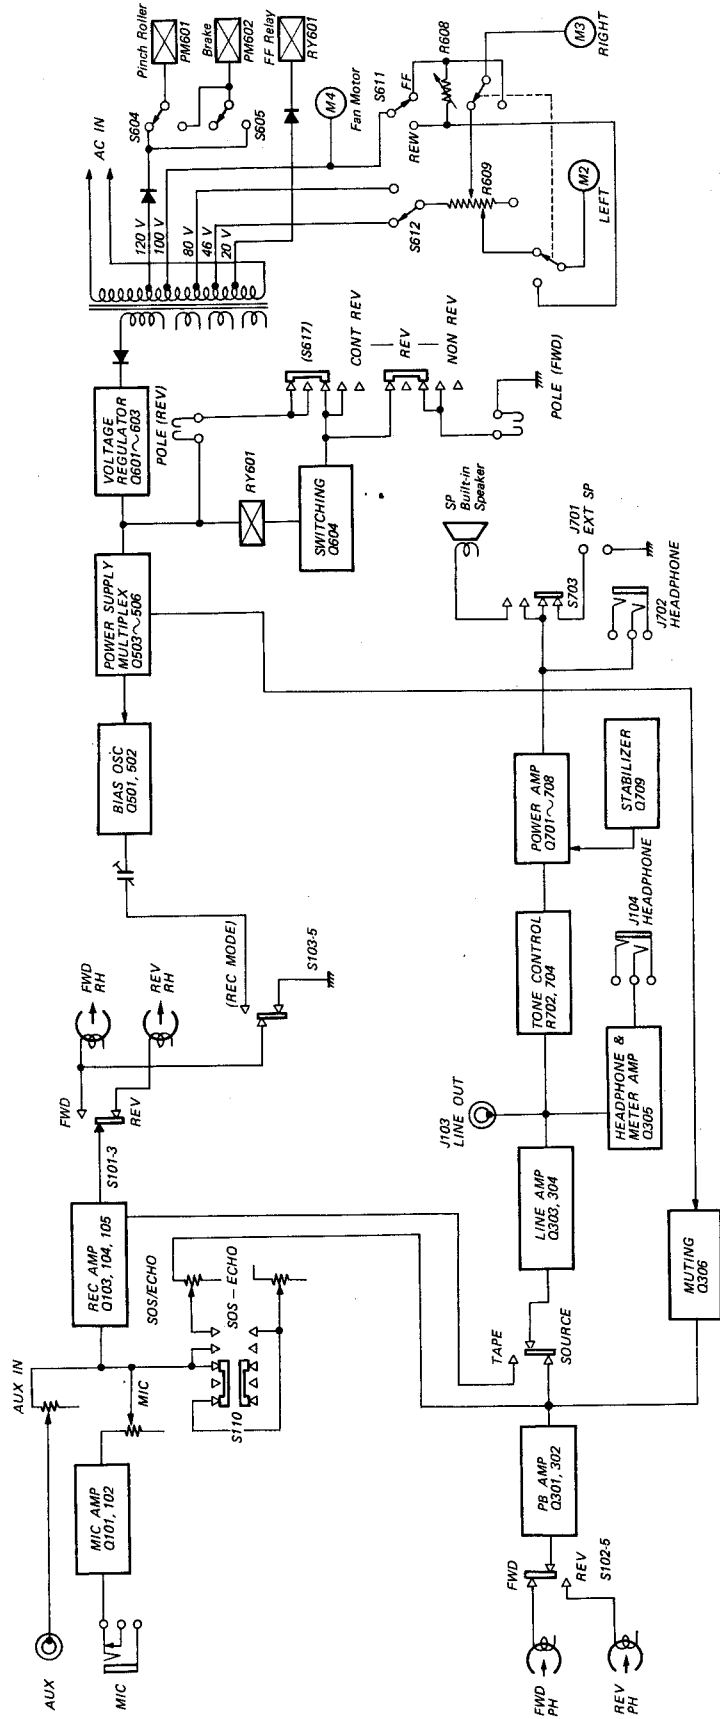 AUX
MIC
AUX IN
MIC AMP
Q101, 102
MIC
REC AMP
Q103, 104, 105
S110
SOS/ECHO
SOS – ECHO
S101-3
FWD
REV
FWD
RH
REV
RH
(REC MODE)
S103-5
BIAS OSC
Q501, 502
POWER SUPPLY
MULTIPLEX
Q503~506
VOLTAGE
REGULATOR
Q601~603
POLE (REV)
RY601
SWITCHING
Q604
(S617)
CONT REV
REV
NON REV
POLE (FWD)
120 V
100 V
80 V
46 V
20 V
AC IN
S604
S605
Pinch Roller
PM601
Brake
PM602
FF Relay
RY601
M4
Fan Motor
S611
FF
REW
R608
S612
R609
M3
RIGHT
M2
LEFT
FWD
PH
REV
PH
FWD
REV
S102-5
PB AMP
Q301, 302
TAPE
SOURCE
LINE AMP
Q303, 304
J103
LINE OUT
TONE CONTROL
R702, 704
POWER AMP
Q701~708
STABILIZER
Q709
HEADPHONE &
METER AMP
Q305
J104
HEADPHONE
MUTING
Q306
SP
Built-in
Speaker
S703
J701
EXT SP
J702
HEADPHONE